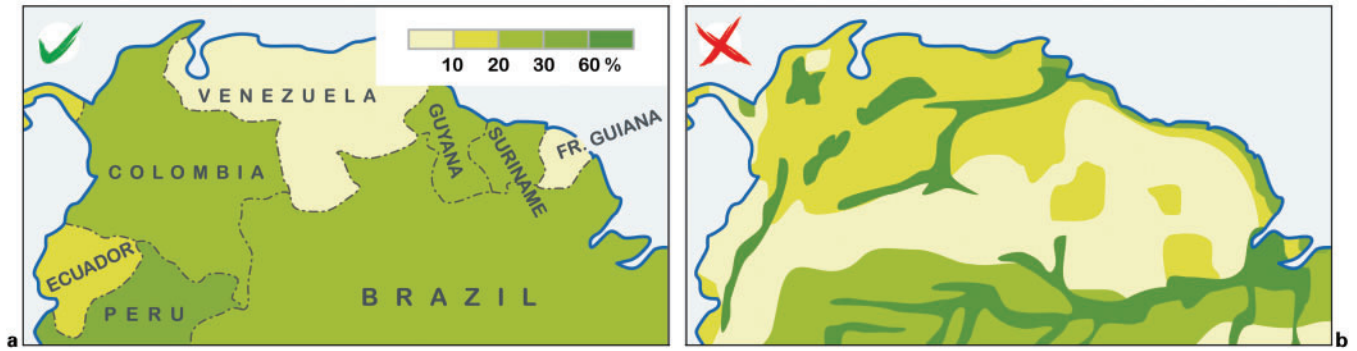 10 20 30 60 %
VENEZUELA
GUYANA
SURINAME
FR. GUIANA
COLOMBIA
ECUADOR
PERU
BRAZIL
a
b